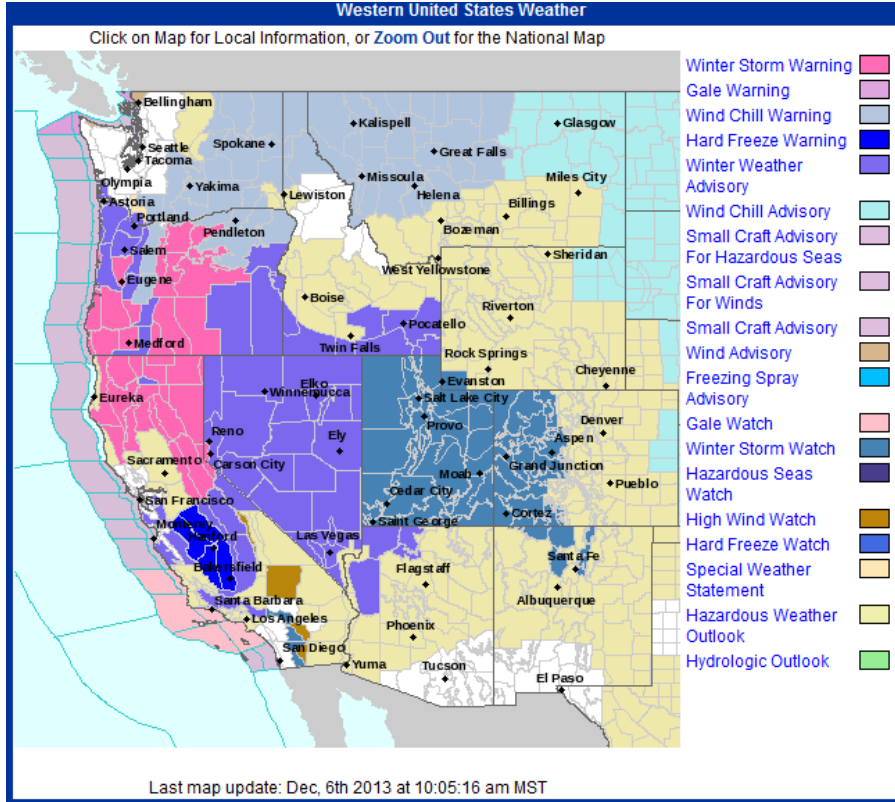 Western United States Weather
Click on Map for Local Information, or Zoom Out for the National Map
Winter Storm Warning
Gale Warning
Wind Chill Warning
Hard Freeze Warning
Winter Weather
Advisory
Wind Chill Advisory
Small Craft Advisory
For Hazardous Seas
Small Craft Advisory
For Winds
Small Craft Advisory
Wind Advisory
Freezing Spray
Advisory
Gale Watch
Winter Storm Watch
Hazardous Seas
Watch
High Wind Watch
Hard Freeze Watch
Special Weather
Statement
Hazardous Weather
Outlook
Hydrologic Outlook
Bellingham
Seattle
Tacoma
Olympia
Spokane
Yakima
Kalispell
Glasgow
Great Falls
Missoula
Helena
Miles City
Lewiston
Billings
Bozeman
Astoria
Portland
Pendleton
Salem
Eugene
West Yellowstone
Sheridan
Boise
Riverton
Medford
Pocatello
Twin Falls
Rock Springs
Cheyenne
Eureka
Elko
Winnemucca
Evanston
Salt Lake City
Provo
Denver
Aspen
Reno
Ely
Carson City
Grand Junction
Sacramento
Moab
Pueblo
San Francisco
Cedar City
Cortez
Saint George
Monterey
Hanford
Las Vegas
Bakersfield
Flagstaff
Santa Fe
Albuquerque
Santa Barbara
Los Angeles
Phoenix
San Diego
Yuma
Tucson
El Paso
Last map update: Dec, 6th 2013 at 10:05:16 am MST